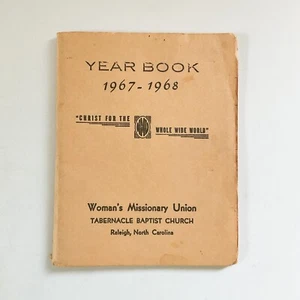 YEAR BOOK
1967-1968
"CHRIST FOR THE WHOLE WIDE WORLD"
Woman's Missionary Union
TABERNACLE BAPTIST CHURCH
Raleigh, North Carolina